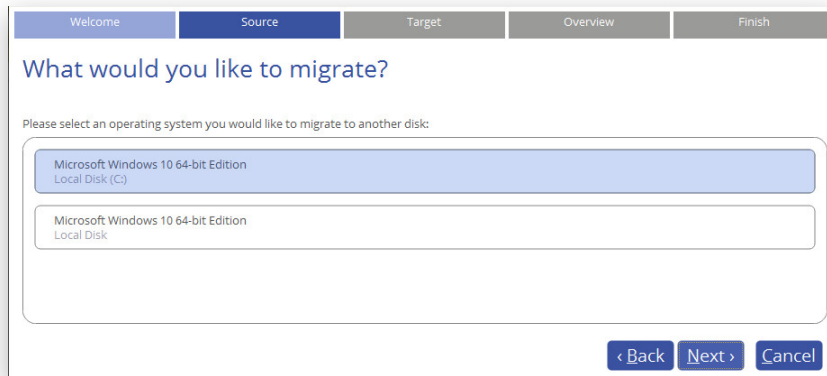 Welcome
Source
Target
Overview
Finish
What would you like to migrate?
Please select an operating system you would like to migrate to another disk:
Microsoft Windows 10 64-bit Edition
Local Disk (C:)
Microsoft Windows 10 64-bit Edition
Local Disk
‹ Back
Next ›
Cancel